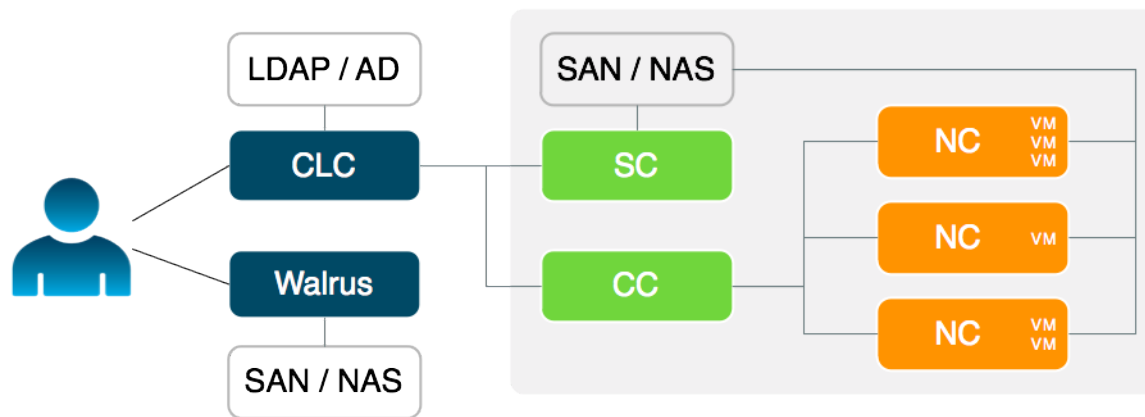 LDAP / AD
SAN / NAS
CLC
SC
NC
VM
VM
VM
NC
VM
Walrus
CC
NC
VM
VM
SAN / NAS